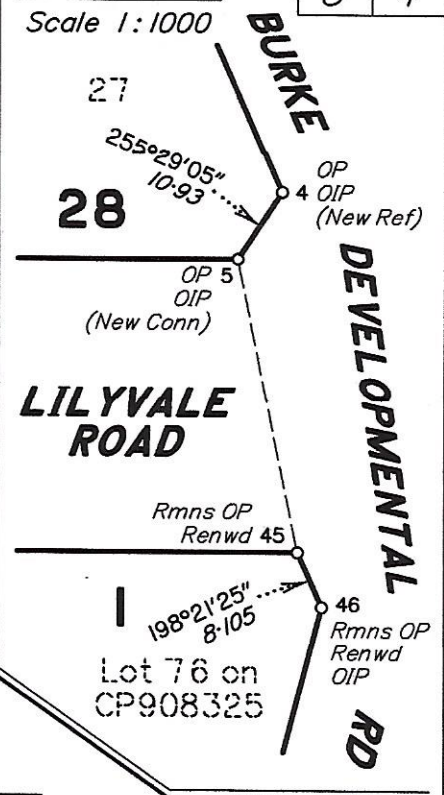 Scale 1:1000
27
255°29'05"
10·93
28
BURKE
4 OP
OIP
(New Ref)
OP 5
OIP
(New Conn)
DEVELOPMENTAL
LILYVALE
ROAD
Rmns OP
Renwd 45
1
198°21'25"
8·105
46
Rmns OP
Renwd
OIP
Lot 76 on
CP908325
RD